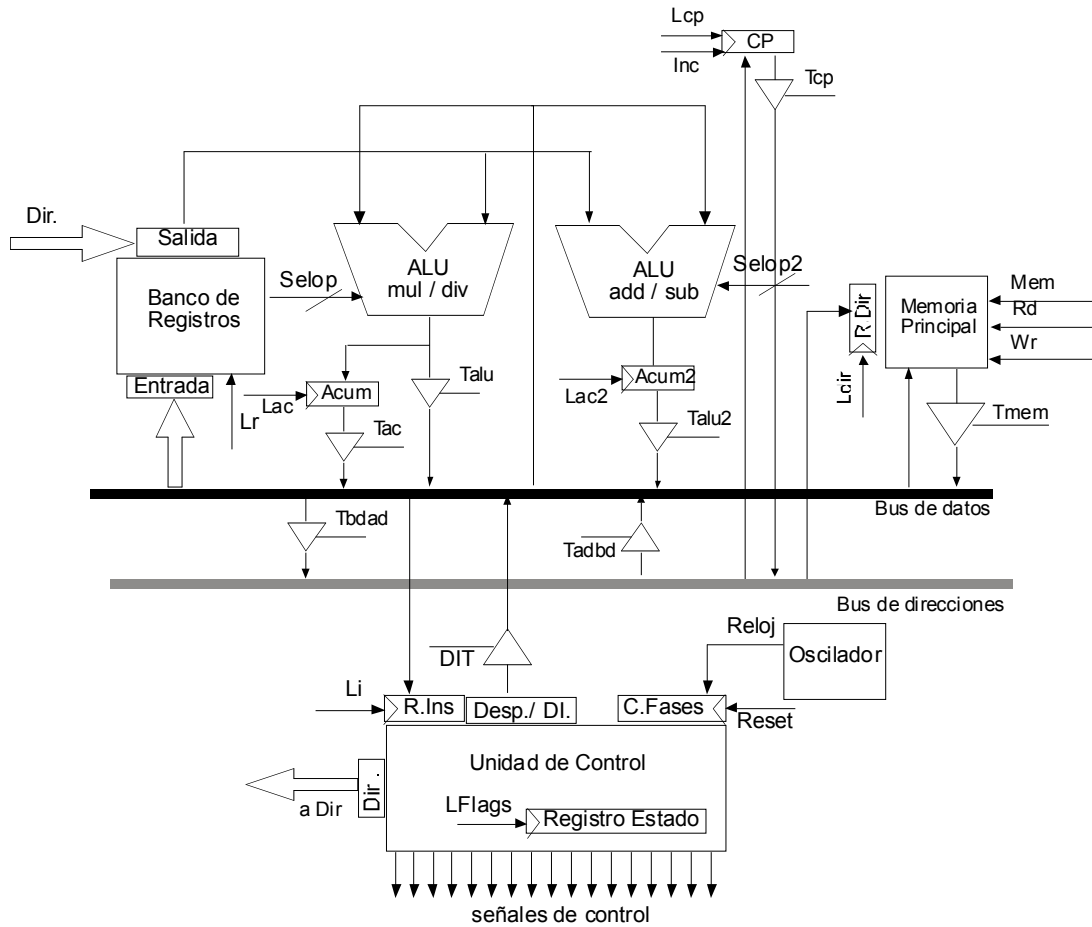 Lcp
CP
Inc
Tcp
Dir.
Salida
Banco de
Registros
Entrada
Selop
ALU
mul / div
ALU
add / sub
Selop2
R Dir
Memoria
Principal
Mem
Rd
Wr
Lr
Lac
Acum
Talu
Tac
Lac2
Acum2
Talu2
Ldir
Tmem
Bus de datos
Tbdad
Tadbd
Bus de direcciones
DIT
Reloj
Oscilador
Li
R.Ins
Desp./ DI.
C.Fases
Reset
Unidad de Control
Dir .
a Dir
LFlags
Registro Estado
señales de control